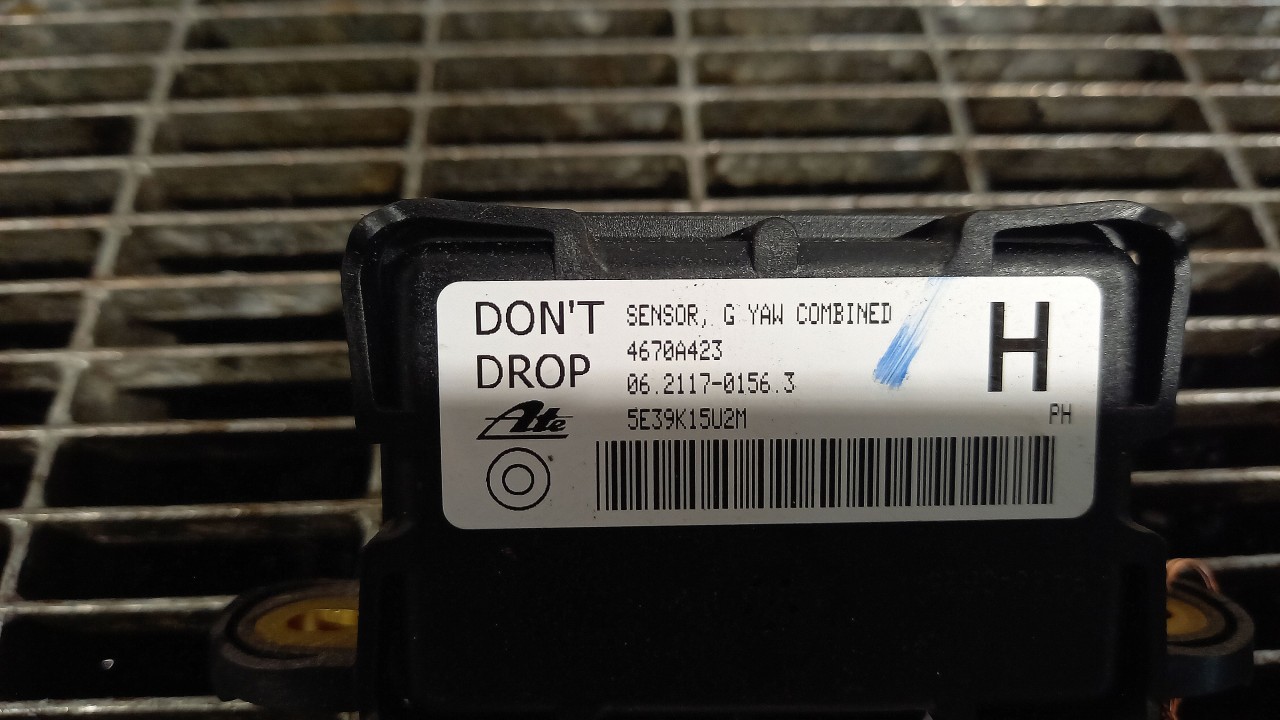 DON'T
DROP
Ate
SENSOR, G YAW COMBINED
4670A423
06.2117-0156.3
5E39K15U2M
H
PH